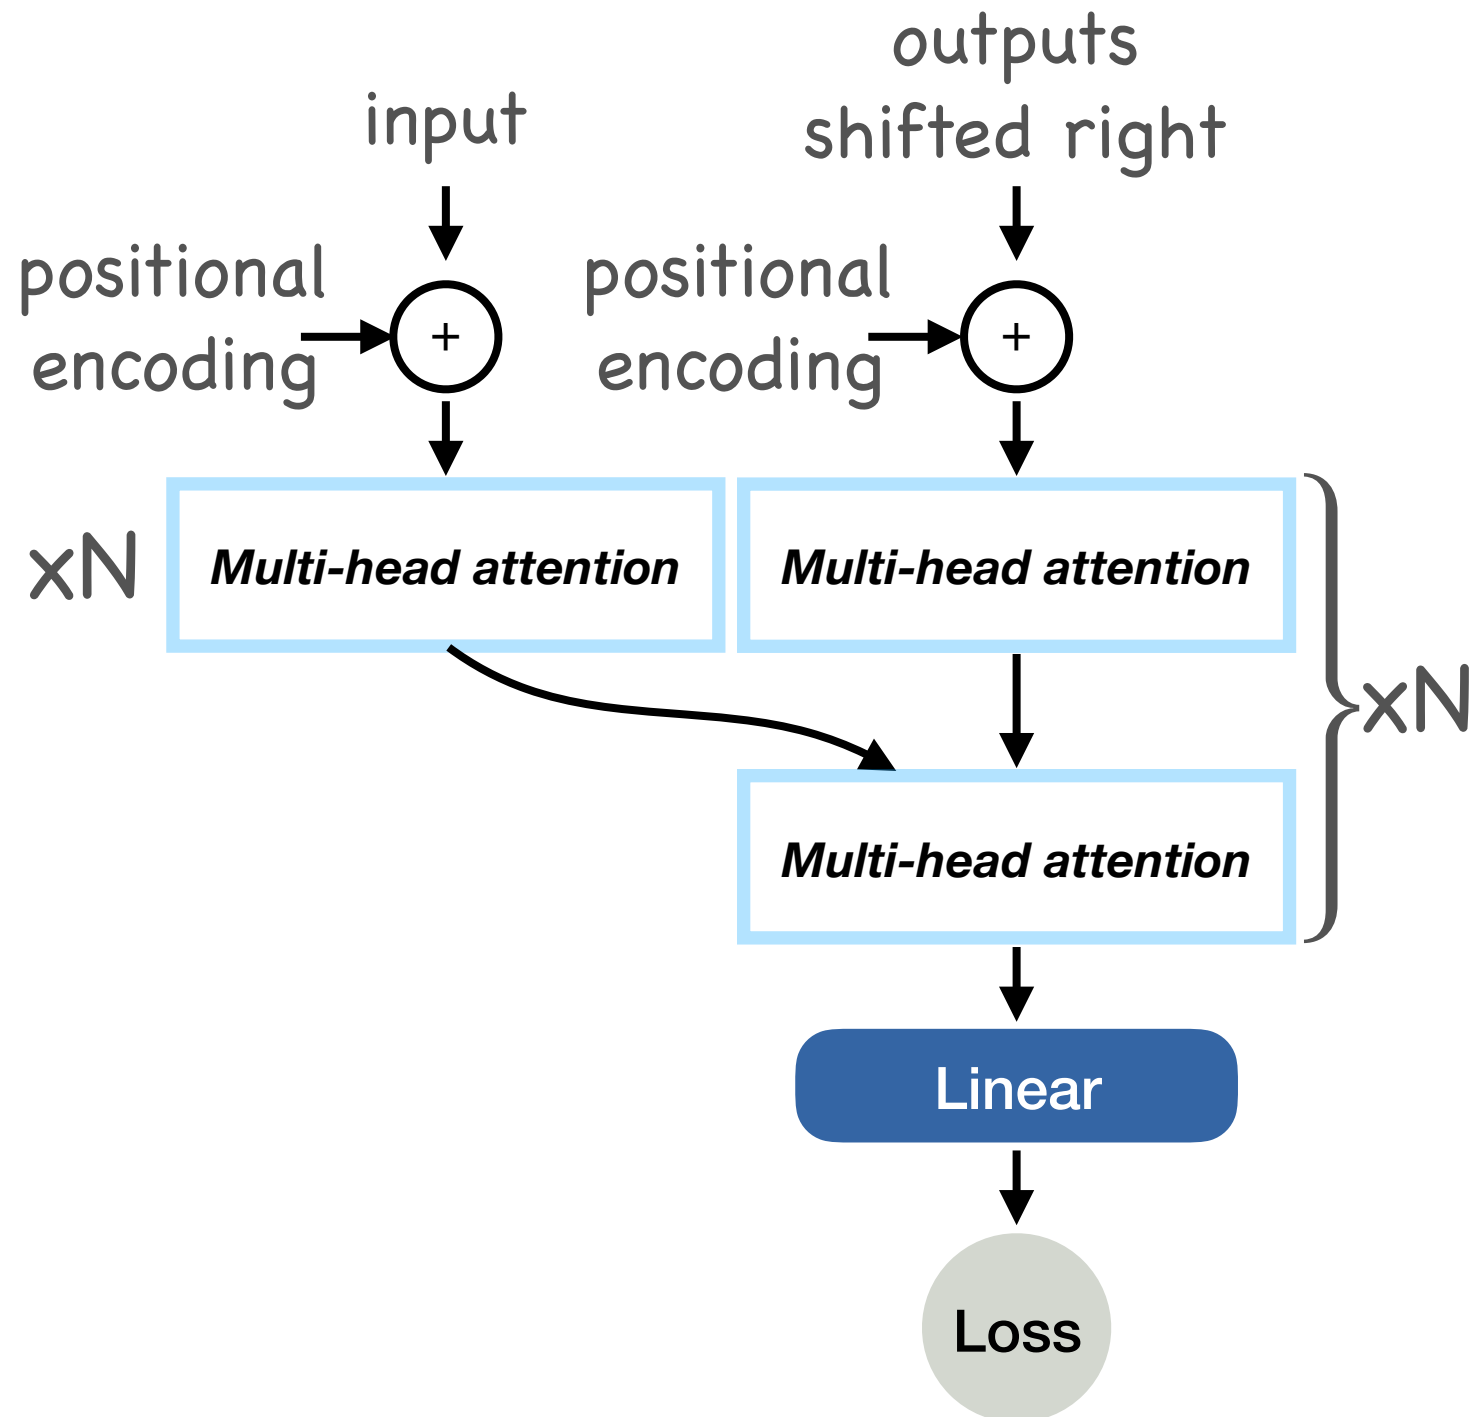 input
outputs
shifted right
positional
encoding
+
positional
encoding
+
xN
Multi-head attention
Multi-head attention
xN
Multi-head attention
Linear
Loss